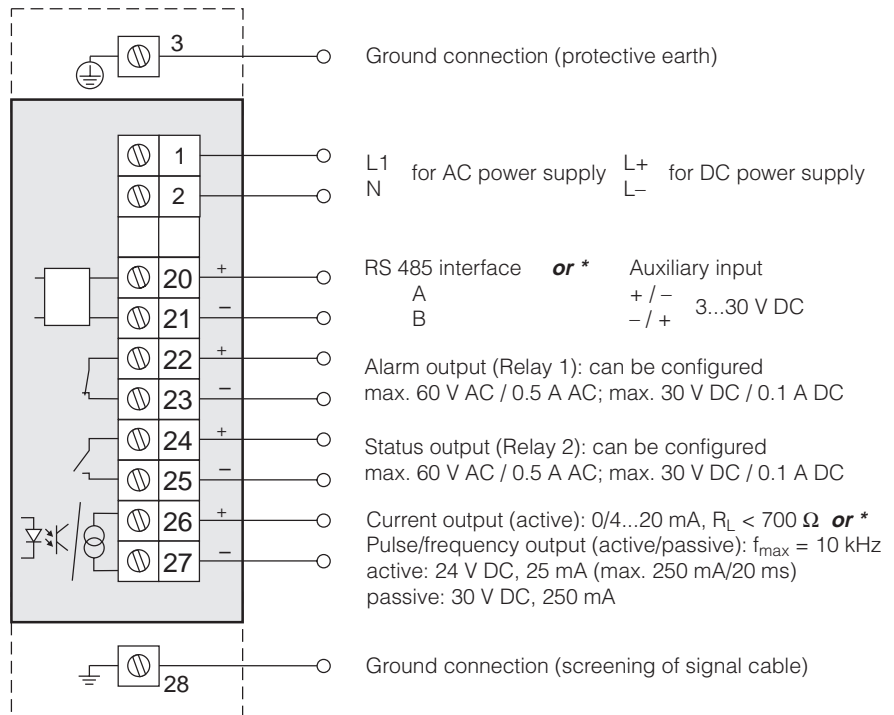 3
Ground connection (protective earth)
1
2
L1
N
for AC power supply
L+
L–
for DC power supply
20 +
21 –
RS 485 interface or * Auxiliary input
A + / –
B – / +
3...30 V DC
22 +
23 –
Alarm output (Relay 1): can be configured
max. 60 V AC / 0.5 A AC; max. 30 V DC / 0.1 A DC
24 +
25 –
Status output (Relay 2): can be configured
max. 60 V AC / 0.5 A AC; max. 30 V DC / 0.1 A DC
26 +
27 –
Current output (active): 0/4...20 mA, RL < 700 Ω or *
Pulse/frequency output (active/passive): fmax = 10 kHz
active: 24 V DC, 25 mA (max. 250 mA/20 ms)
passive: 30 V DC, 250 mA
28
Ground connection (screening of signal cable)